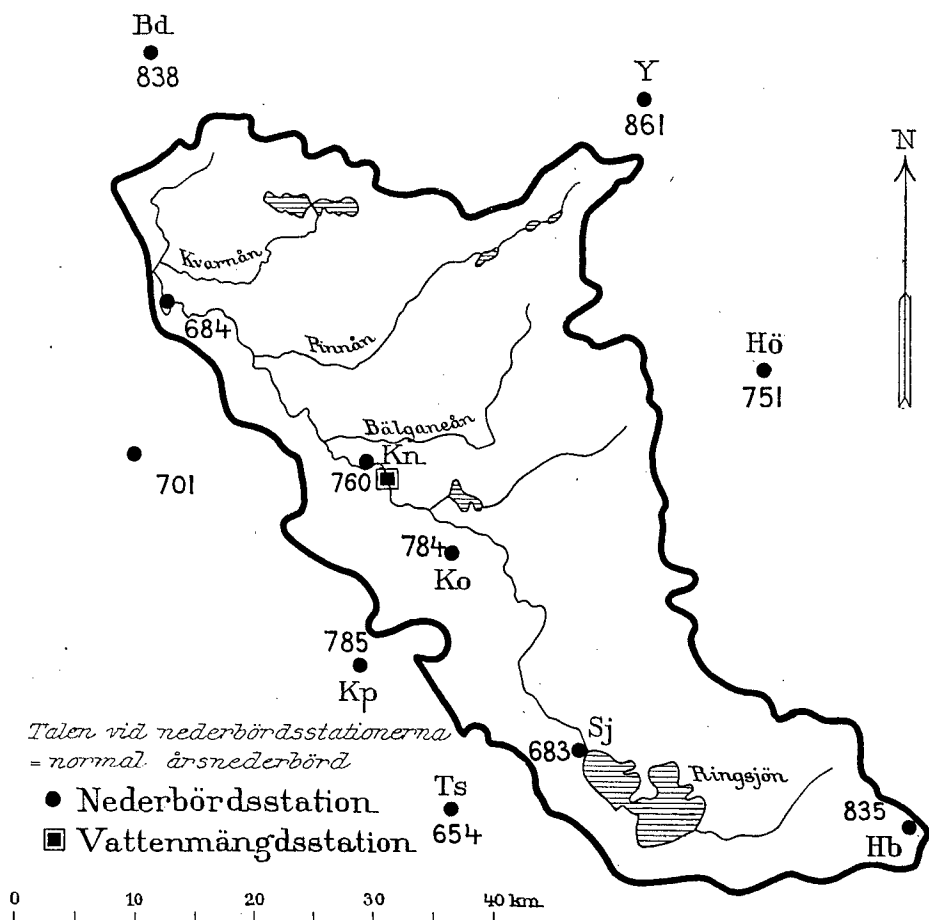 Bd
838
Y
861
N
Kvarnån
684
Pinnån
Hö
751
Bälganeån
Kn
760
701
784
Ko
785
Kp
Talen vid nederbördsstationerna
= normal årsnederbörd
Sj
683
Ringsjön
Nederbördsstation
Ts
654
835
Hb
Vattenmängdsstation
0 10 20 30 40 km